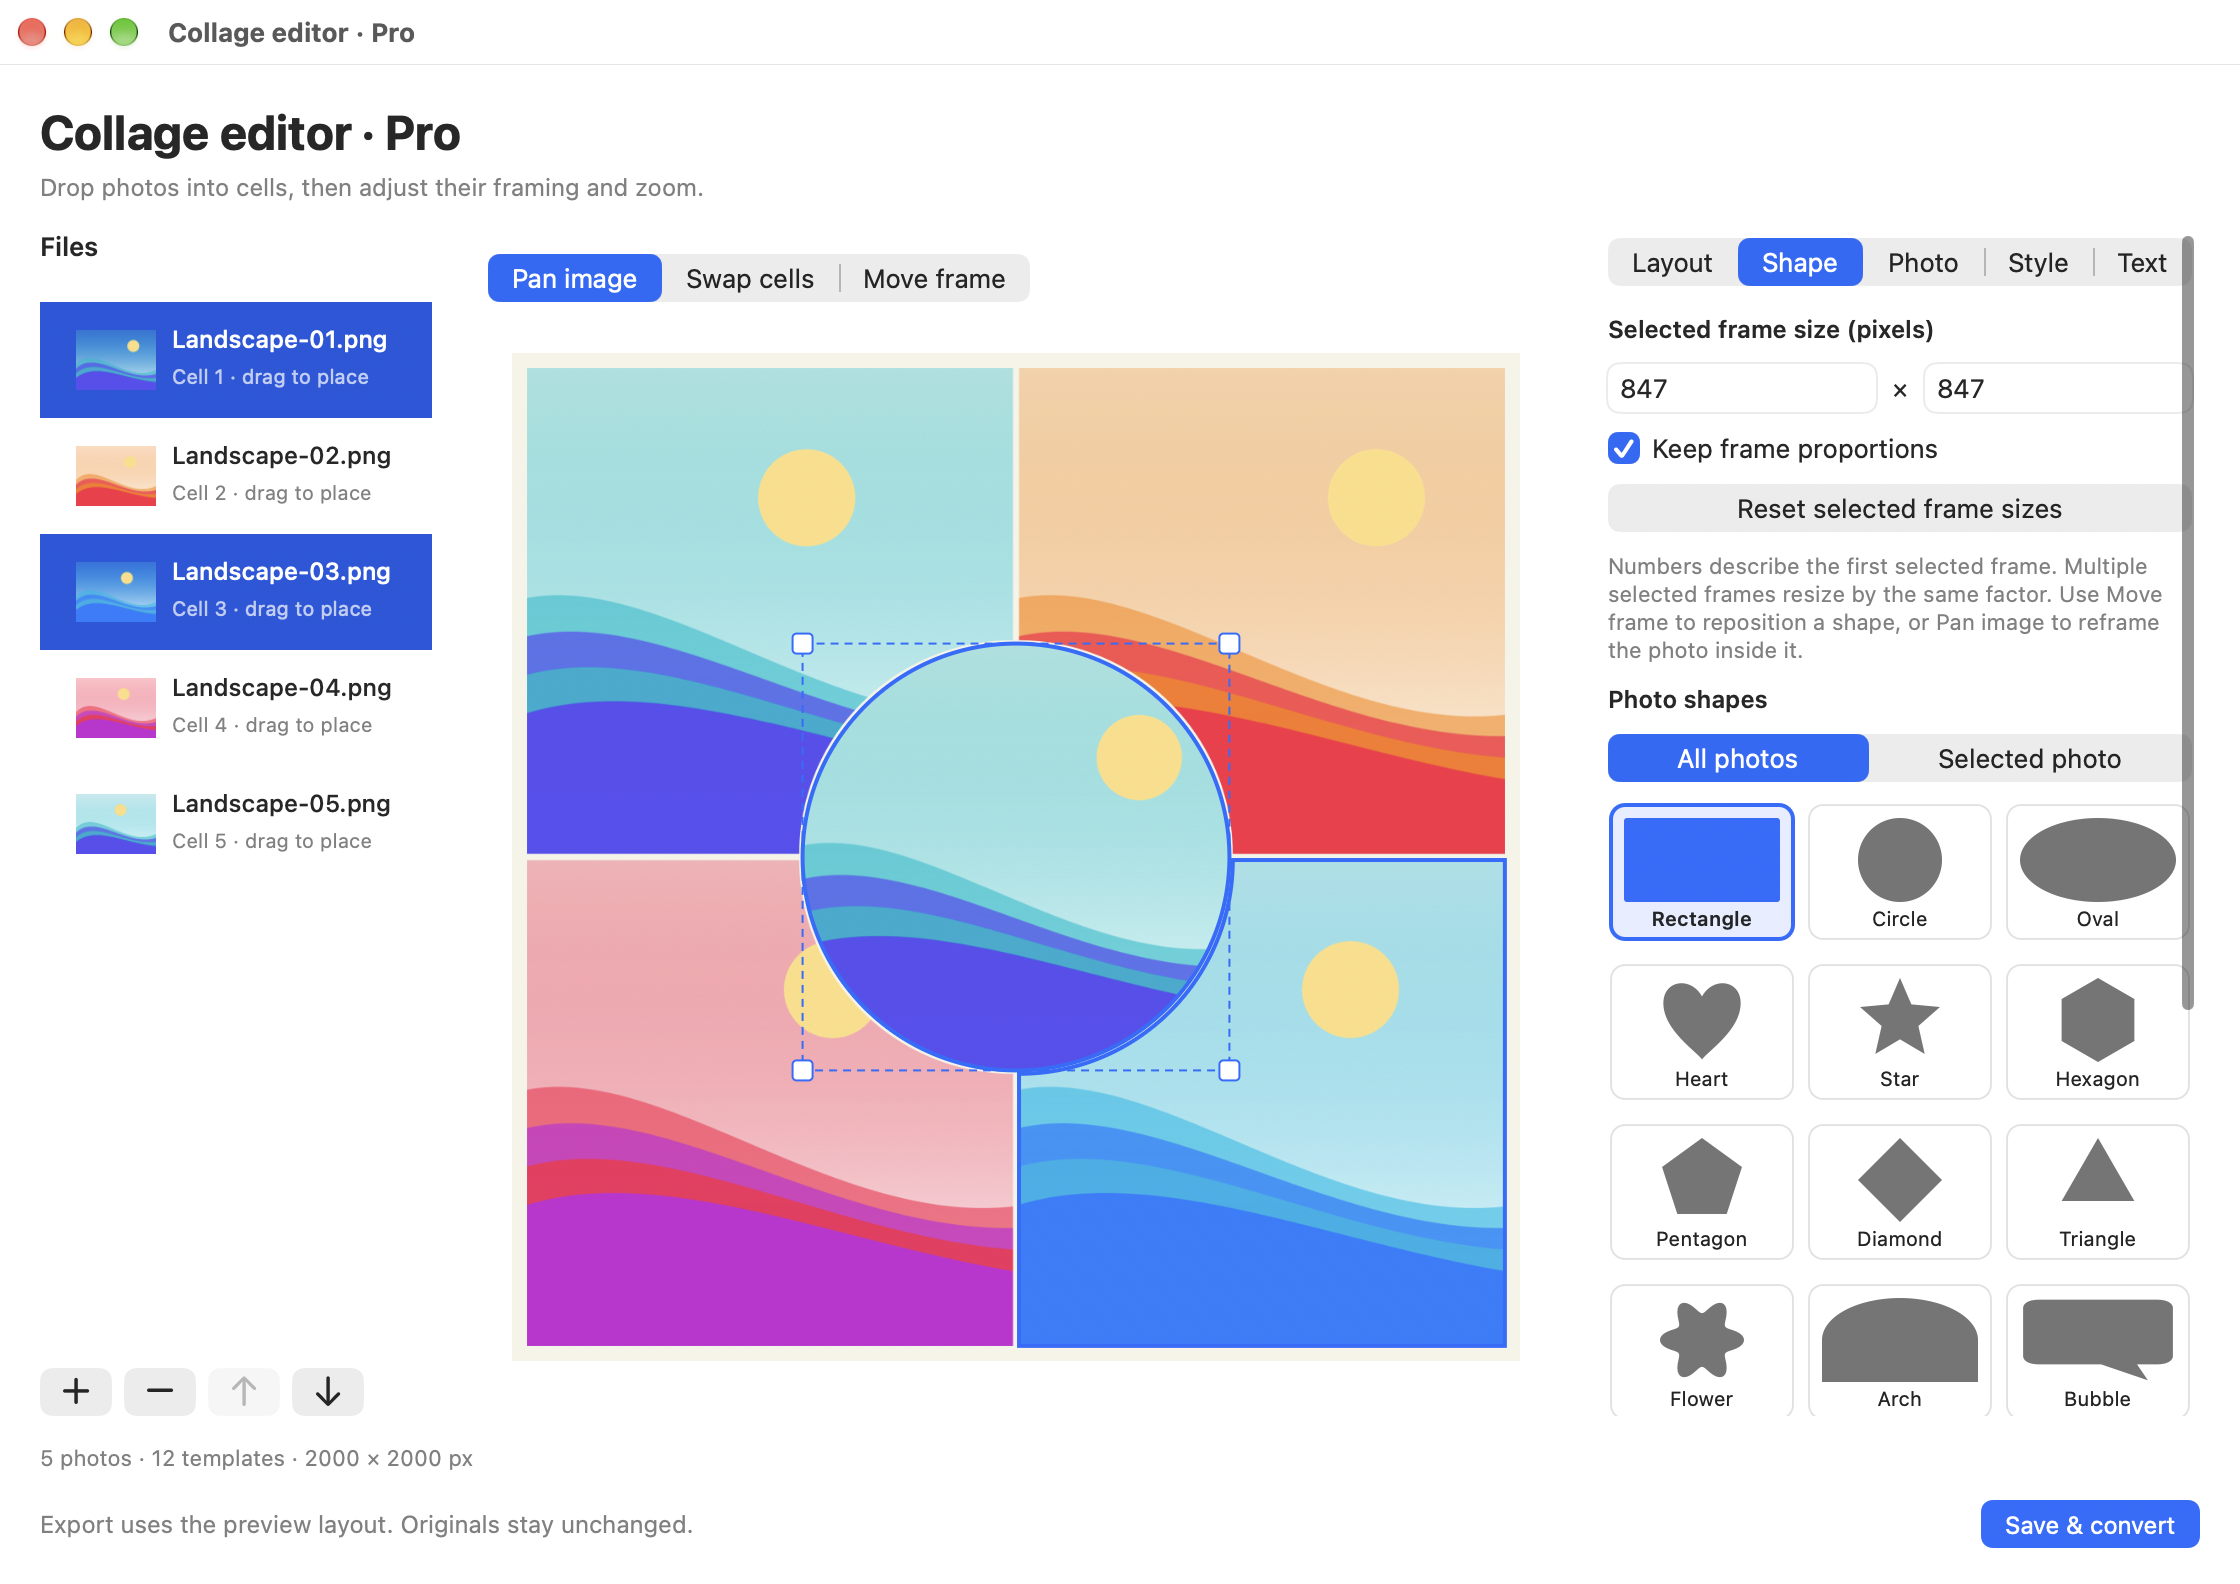 Collage editor · Pro
Collage editor · Pro
Drop photos into cells, then adjust their framing and zoom.
Files
Landscape-01.png
Cell 1 · drag to place
Landscape-02.png
Cell 2 · drag to place
Landscape-03.png
Cell 3 · drag to place
Landscape-04.png
Cell 4 · drag to place
Landscape-05.png
Cell 5 · drag to place
5 photos · 12 templates · 2000 × 2000 px
Export uses the preview layout. Originals stay unchanged.
Pan image Swap cells Move frame
Layout Shape Photo Style Text
Selected frame size (pixels)
847 × 847
Keep frame proportions
Reset selected frame sizes
Numbers describe the first selected frame. Multiple
selected frames resize by the same factor. Use Move
frame to reposition a shape, or Pan image to reframe
the photo inside it.
Photo shapes
All photos Selected photo
Rectangle Circle Oval
Heart Star Hexagon
Pentagon Diamond Triangle
Flower Arch Bubble
Save & convert